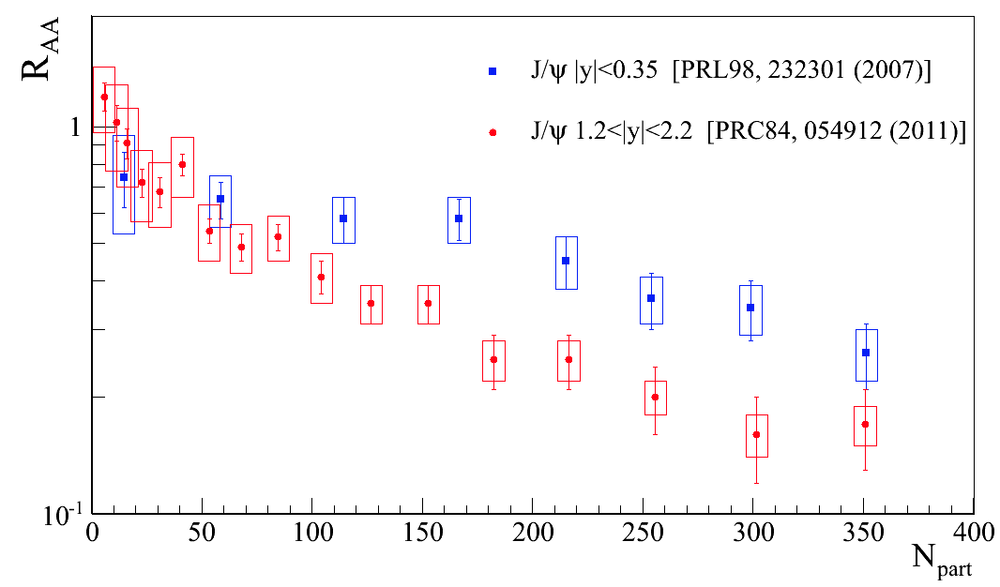 R_AA
J/ψ |y|<0.35 [PRL98, 232301 (2007)]
J/ψ 1.2<|y|<2.2 [PRC84, 054912 (2011)]
1
10^-1
0 50 100 150 200 250 300 350 400
N_part